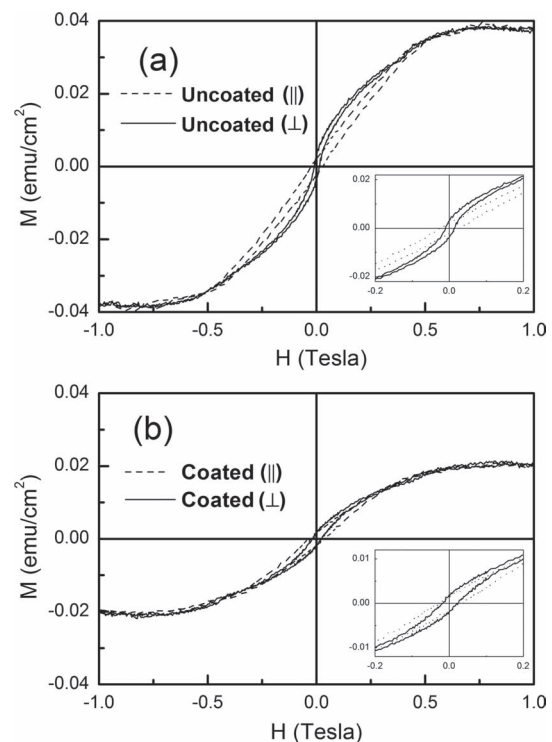 0.04
(a)
0.02
Uncoated (||)
Uncoated (⊥)
M (emu/cm²)
0.00
0.02
0.00
-0.02
-0.2 0.0 0.2
-0.02
-0.04
-1.0 -0.5 0.0 0.5 1.0
H (Tesla)
0.04
(b)
0.02
Coated (||)
Coated (⊥)
M (emu/cm²)
0.00
0.01
0.00
-0.01
-0.2 0.0 0.2
-0.02
-0.04
-1.0 -0.5 0.0 0.5 1.0
H (Tesla)